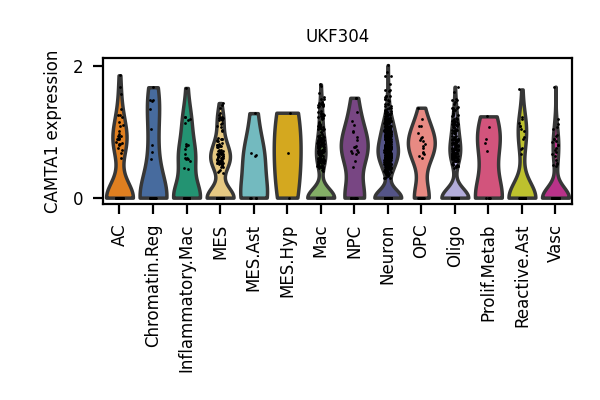 UKF304
CAMTA1 expression
2
0
AC
Chromatin.Reg
Inflammatory.Mac
MES
MES.Ast
MES.Hyp
Mac
NPC
Neuron
OPC
Oligo
Prolif.Metab
Reactive.Ast
Vasc